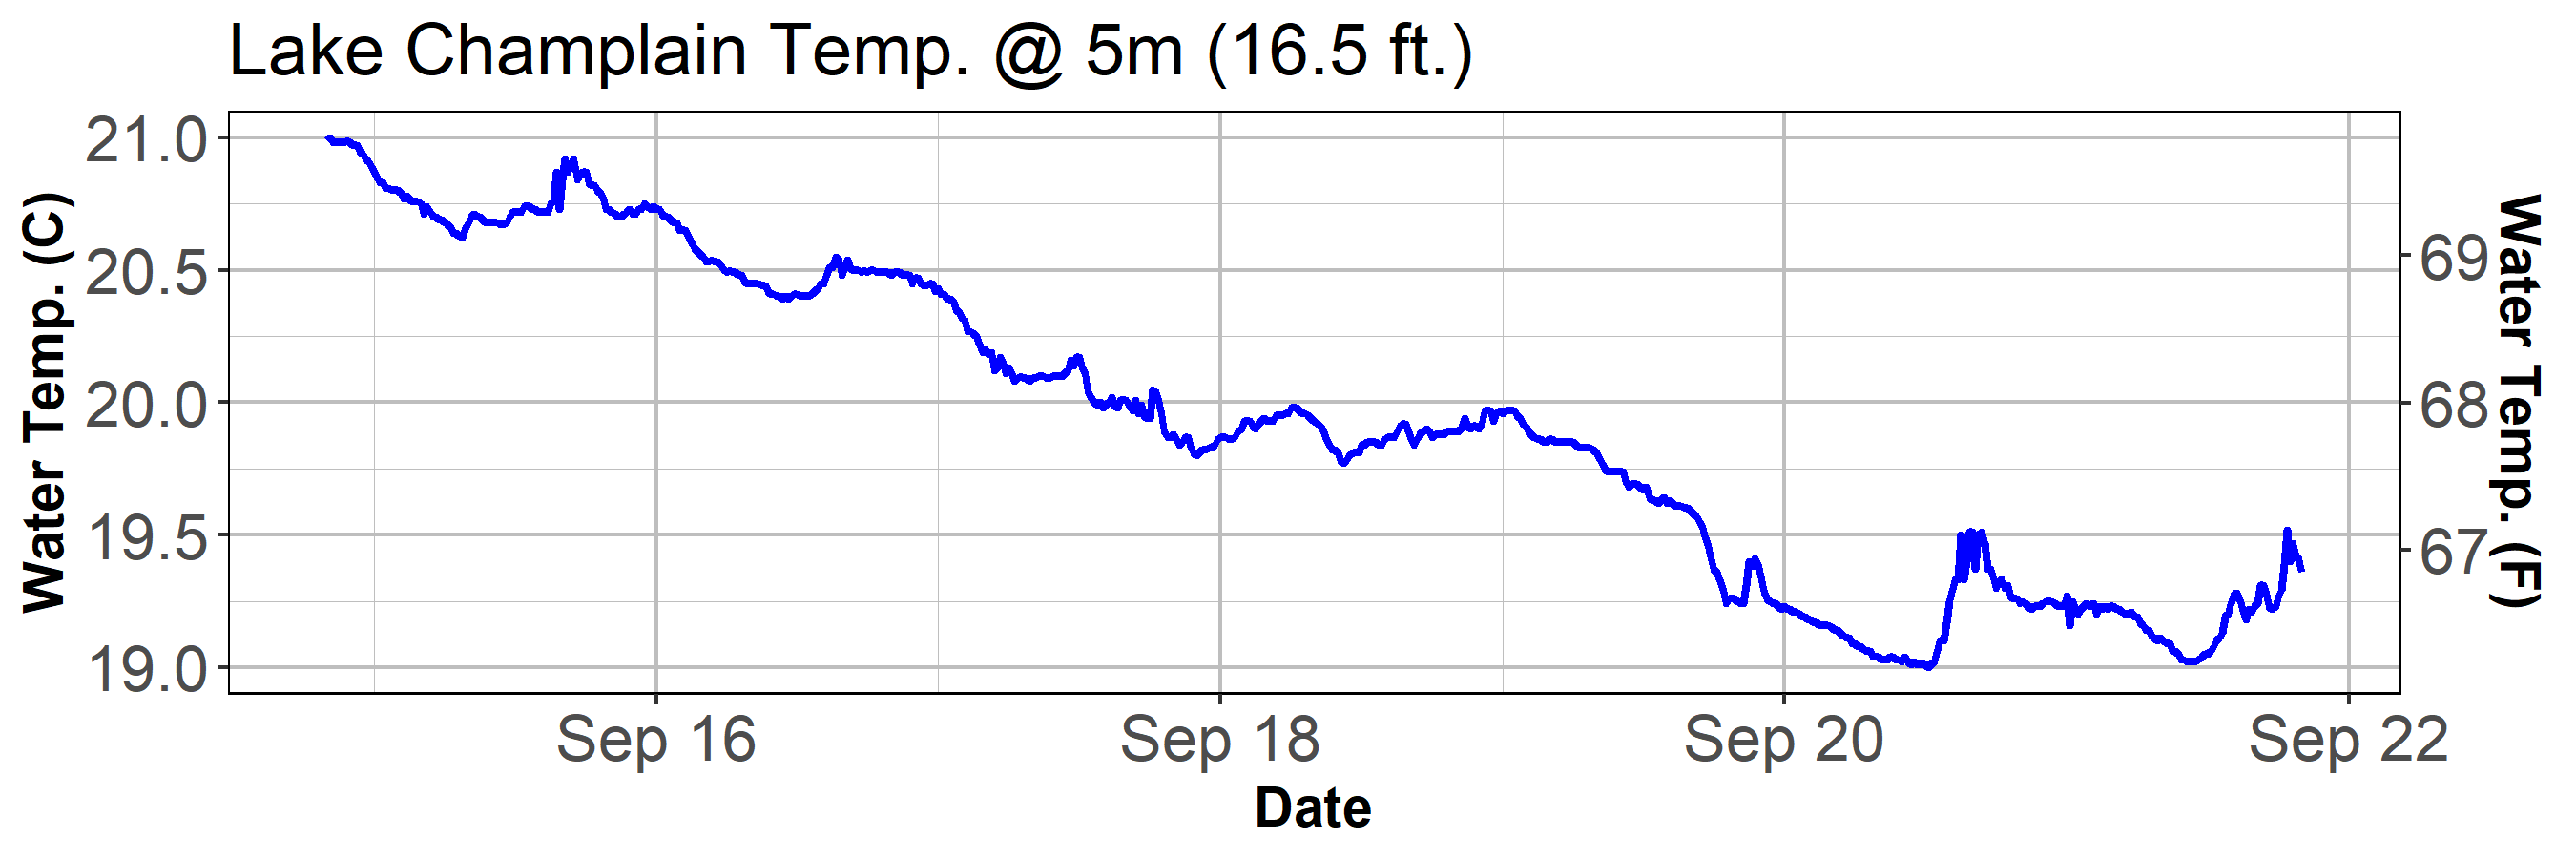 Lake Champlain Temp. @ 5m (16.5 ft.)
Water Temp. (C)
21.0
20.5
20.0
19.5
19.0
69
68
67
Water Temp. (F)
Sep 16 Sep 18 Sep 20 Sep 22
Date